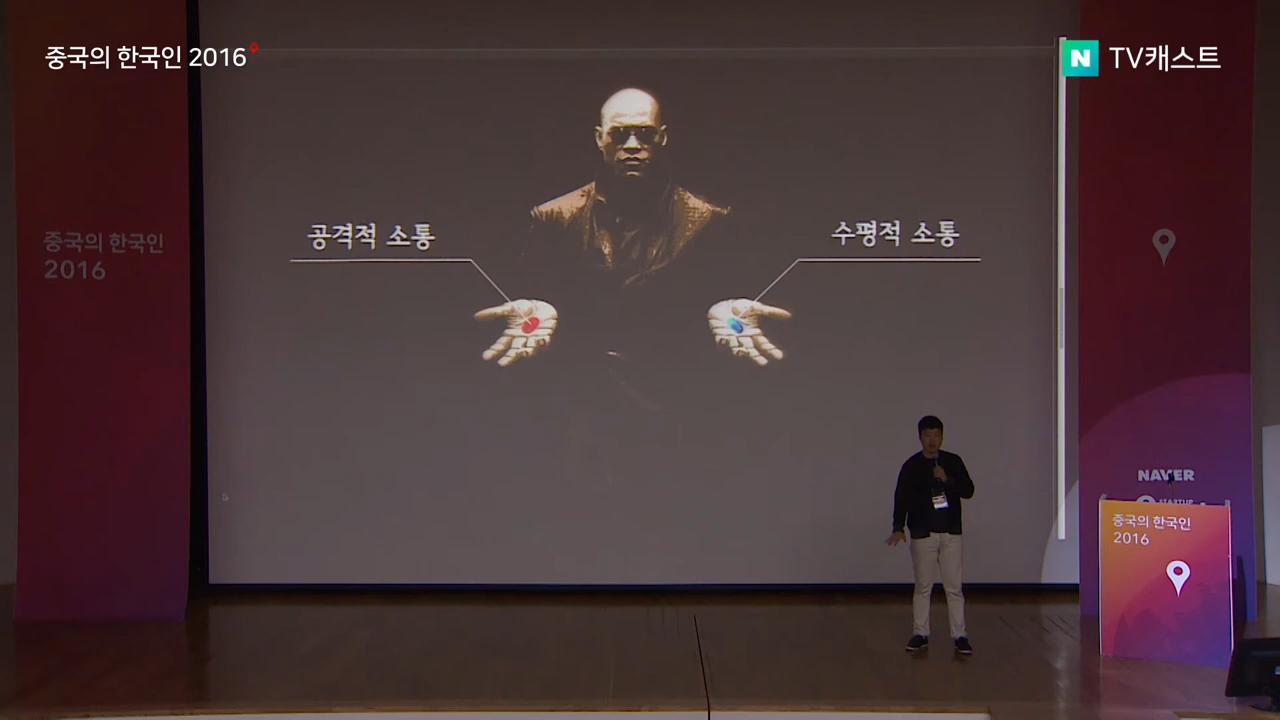 중국의 한국인 2016
N TV캐스트
공격적 소통
수평적 소통
중국의 한국인
2016
NAVER
STARTUP
중국의 한국인
2016